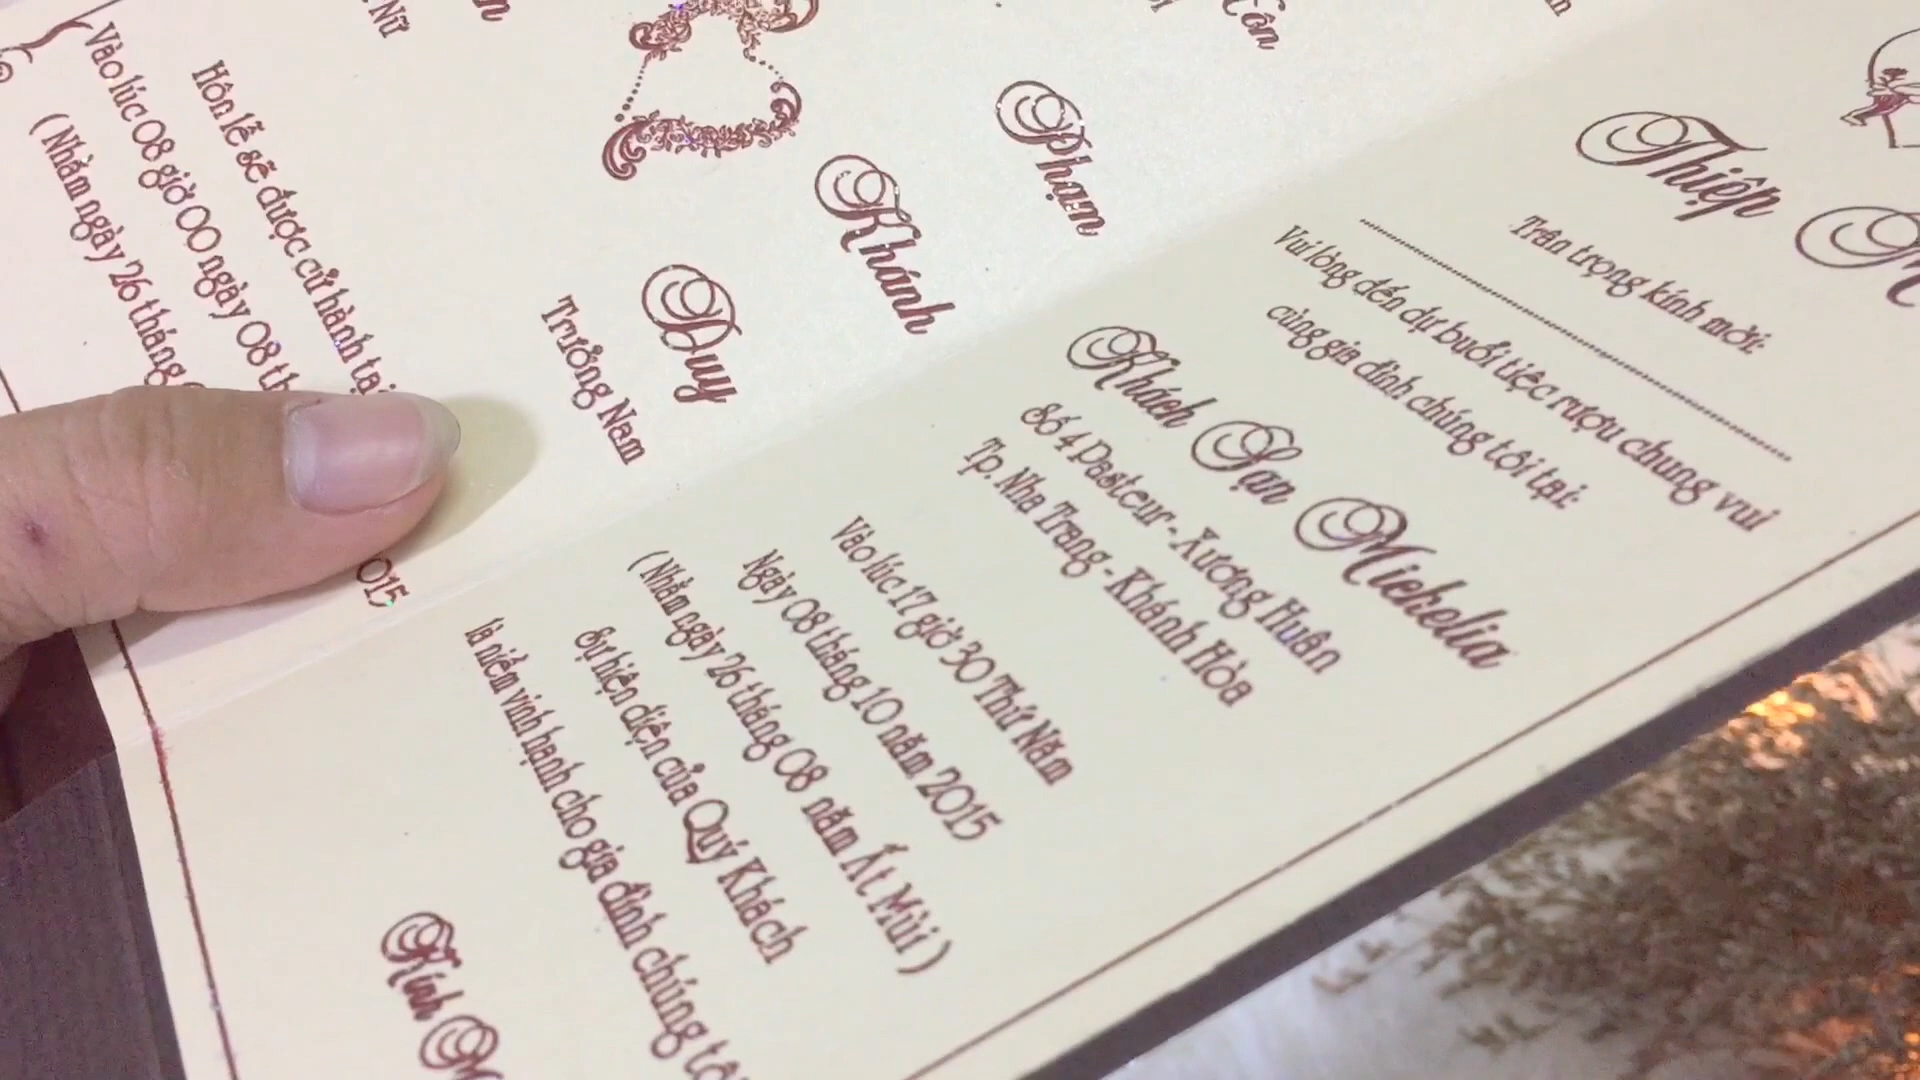 Nữ
Tôn
Phạm
Khánh
Duy
Trưởng Nam
Hôn lễ sẽ được cử hành tại
Vào lúc 08 giờ 00 ngày 08
( Nhằm ngày 26 tháng
015
Thiệp
Trân trọng kính mời:
Vui lòng đến dự buổi tiệc rượu chung vui
cùng gia đình chúng tôi tại:
Khách Sạn Michelia
Số 4 Pasteur - Xương Huân
Tp. Nha Trang - Khánh Hòa
Vào lúc 17 giờ 30 Thứ Năm
Ngày 08 tháng 10 năm 2015
( Nhằm ngày 26 tháng 08 năm Ất Mùi )
Sự hiện diện của Quý Khách
là niềm vinh hạnh cho gia đình chúng tôi
Kính